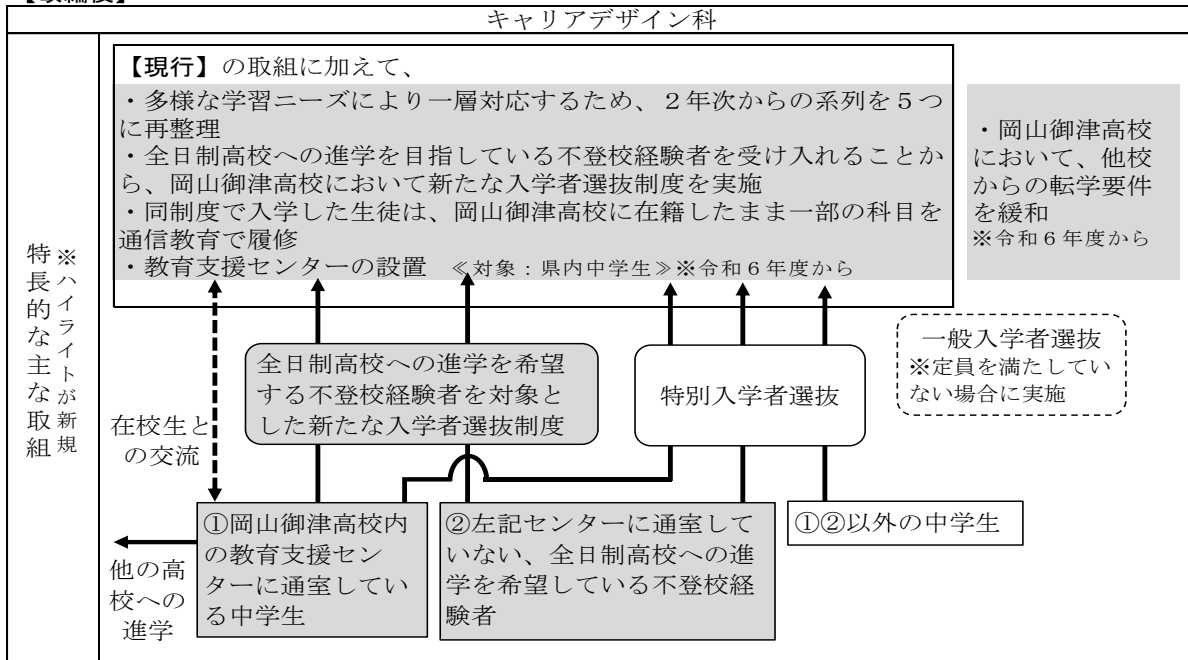 キャリアデザイン科
特長的な主な取組
※ハイライトが新規
【現行】の取組に加えて、
・多様な学習ニーズにより一層対応するため、２年次からの系列を５つ
に再整理
・全日制高校への進学を目指している不登校経験者を受け入れることか
ら、岡山御津高校において新たな入学者選抜制度を実施
・同制度で入学した生徒は、岡山御津高校に在籍したまま一部の科目を
通信教育で履修
・教育支援センターの設置　≪対象：県内中学生≫※令和６年度から
・岡山御津高校
において、他校
からの転学要件
を緩和
※令和６年度から
全日制高校への進学を希望
する不登校経験者を対象と
した新たな入学者選抜制度
特別入学者選抜
一般入学者選抜
※定員を満たしてい
ない場合に実施
在校生と
の交流
①岡山御津高校内
の教育支援セン
ターに通室してい
る中学生
②左記センターに通室して
いない、全日制高校への進
学を希望している不登校経
験者
①②以外の中学生
他の高
校への
進学